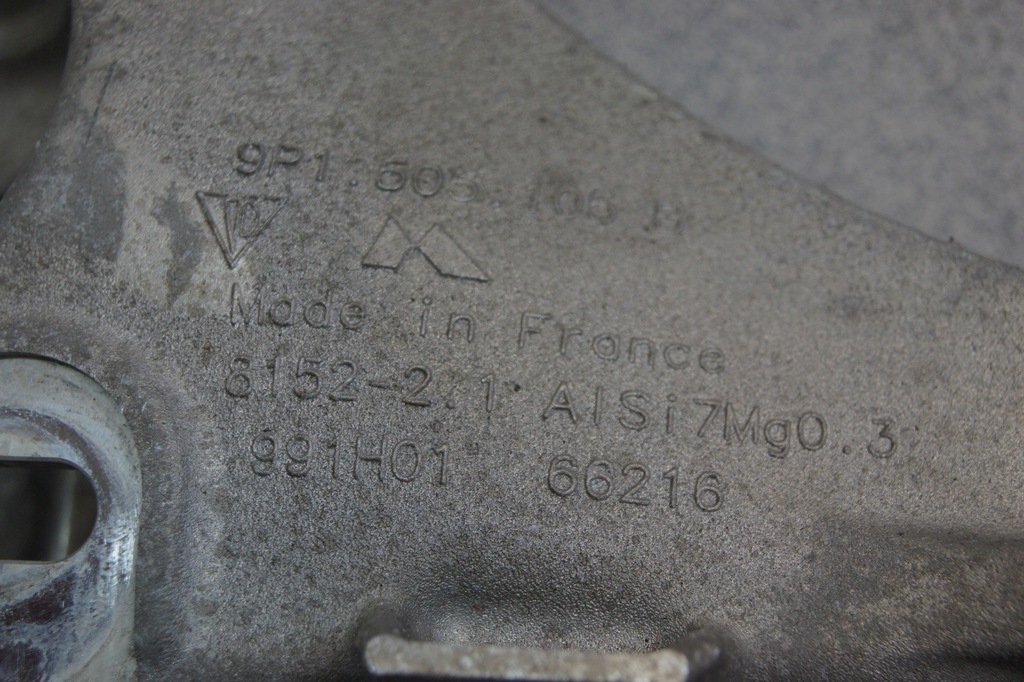 9P1.505.
Made in France
8152-2.1 AlSi7Mg0.3
991H01 66216